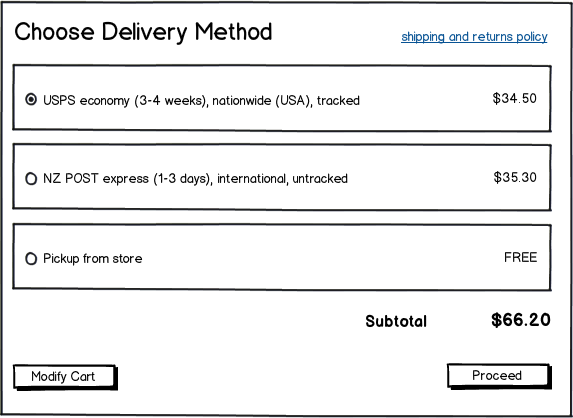 Choose Delivery Method
shipping and returns policy
USPS economy (3-4 weeks), nationwide (USA), tracked $34.50
NZ POST express (1-3 days), international, untracked $35.30
Pickup from store FREE
Subtotal $66.20
Modify Cart
Proceed